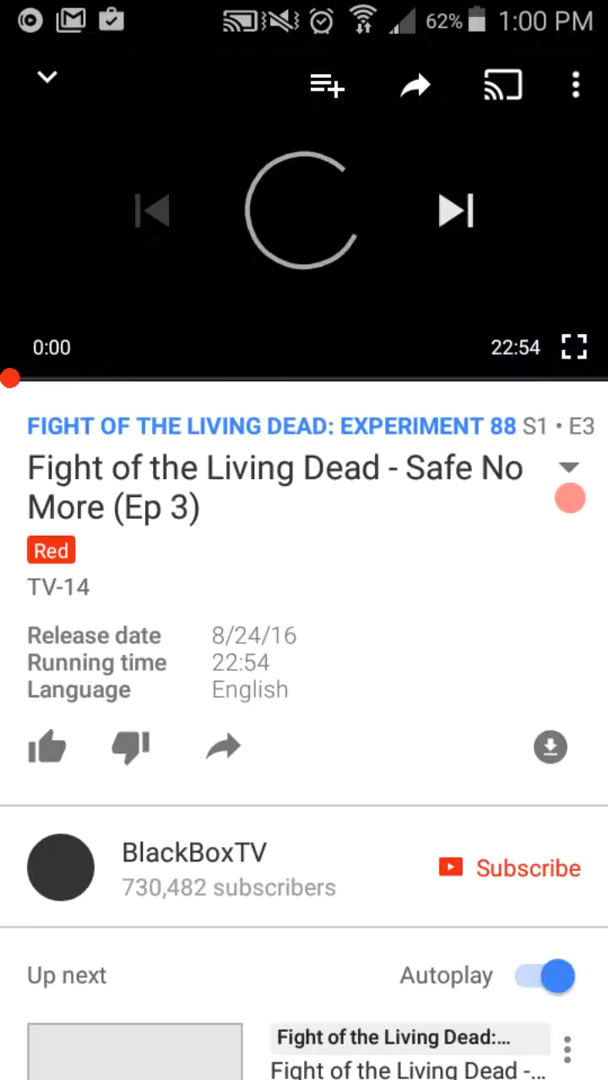 62% 1:00 PM
0:00 22:54
FIGHT OF THE LIVING DEAD: EXPERIMENT 88 S1 • E3
Fight of the Living Dead - Safe No
More (Ep 3)
Red
TV-14
Release date 8/24/16
Running time 22:54
Language English
BlackBoxTV
730,482 subscribers
Subscribe
Up next Autoplay
Fight of the Living Dead:...
Fight of the Living Dead -...